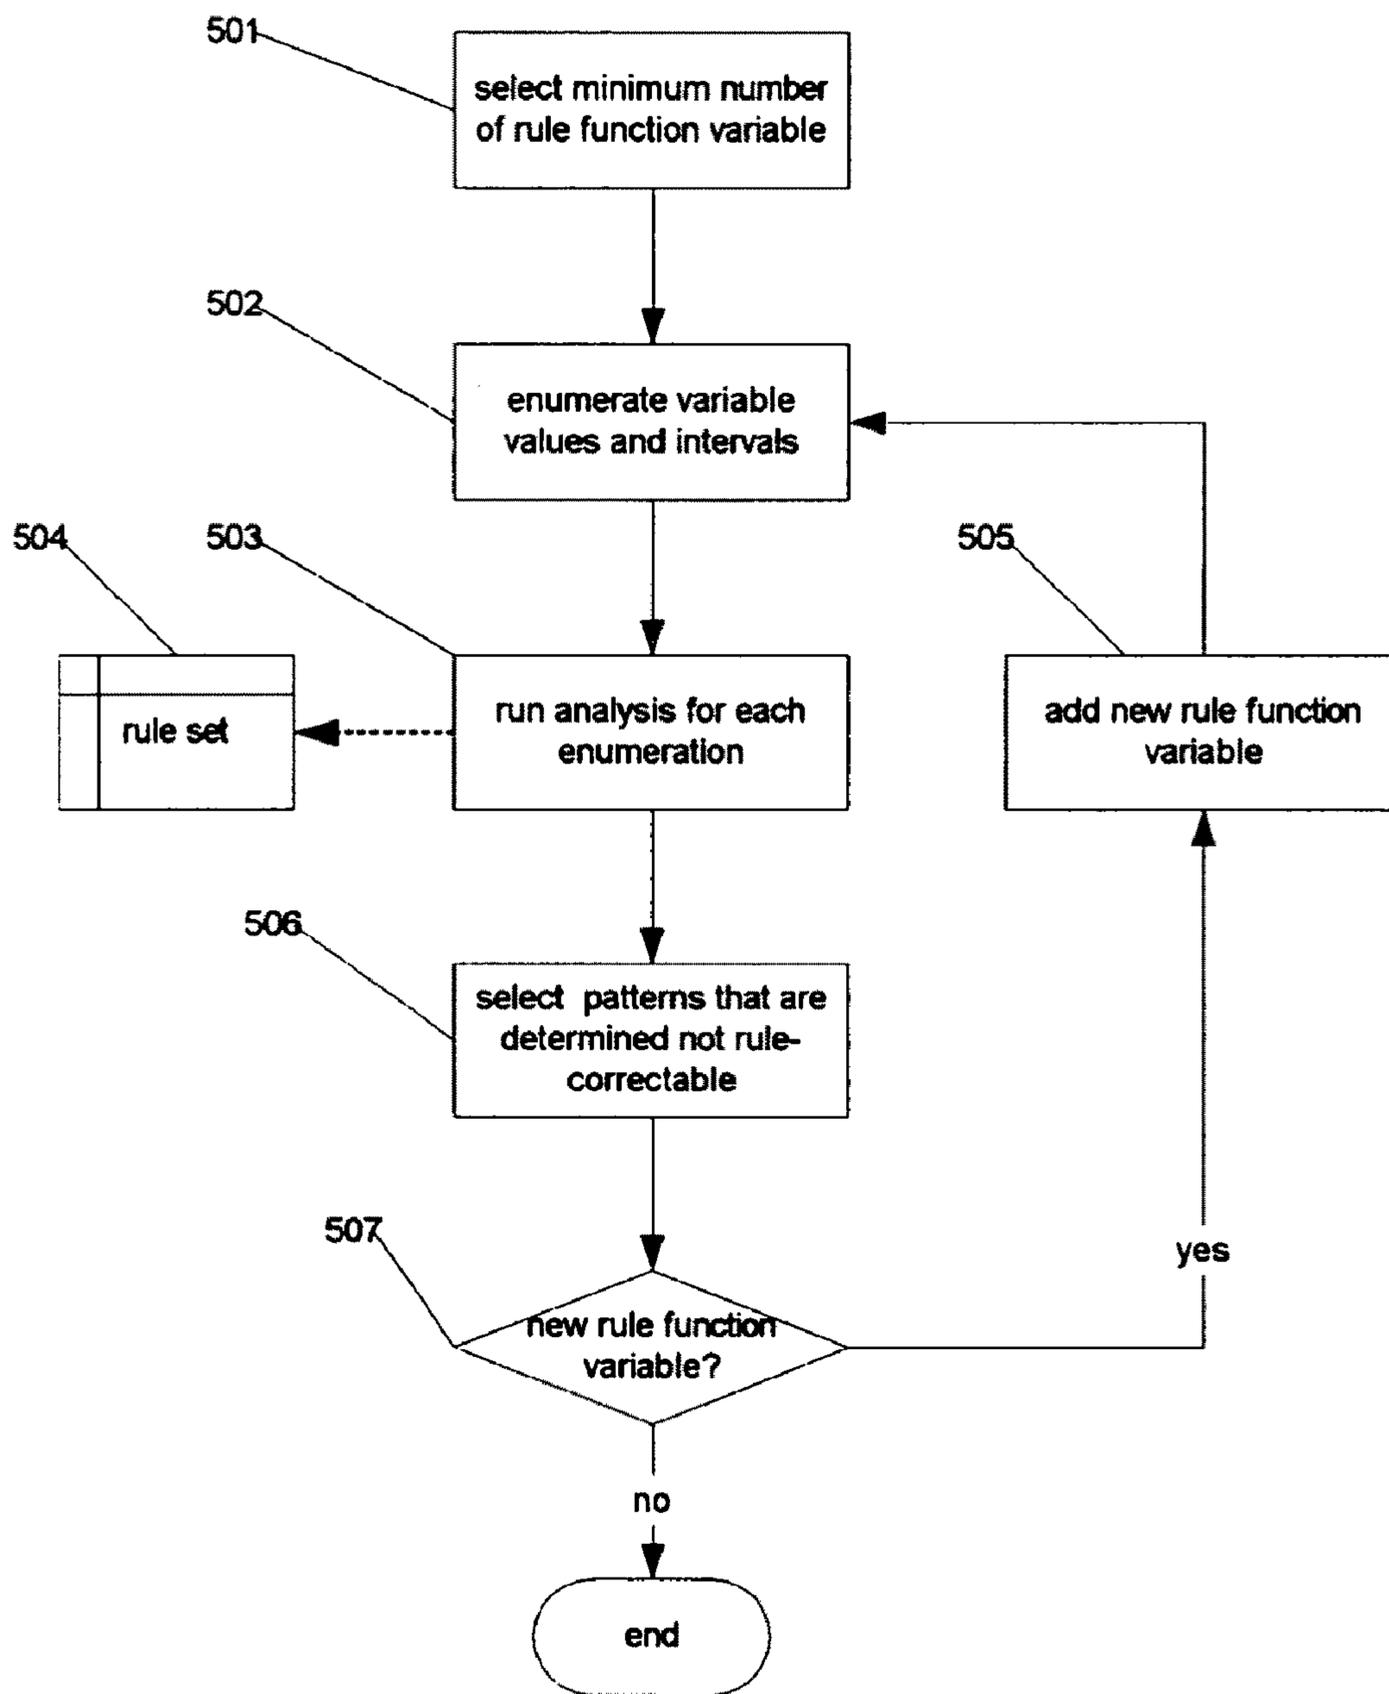 501
select minimum number
of rule function variable
502
enumerate variable
values and intervals
504
503
505
rule set
run analysis for each
enumeration
add new rule function
variable
506
select patterns that are
determined not rule-
correctable
507
new rule function
variable?
yes
no
end